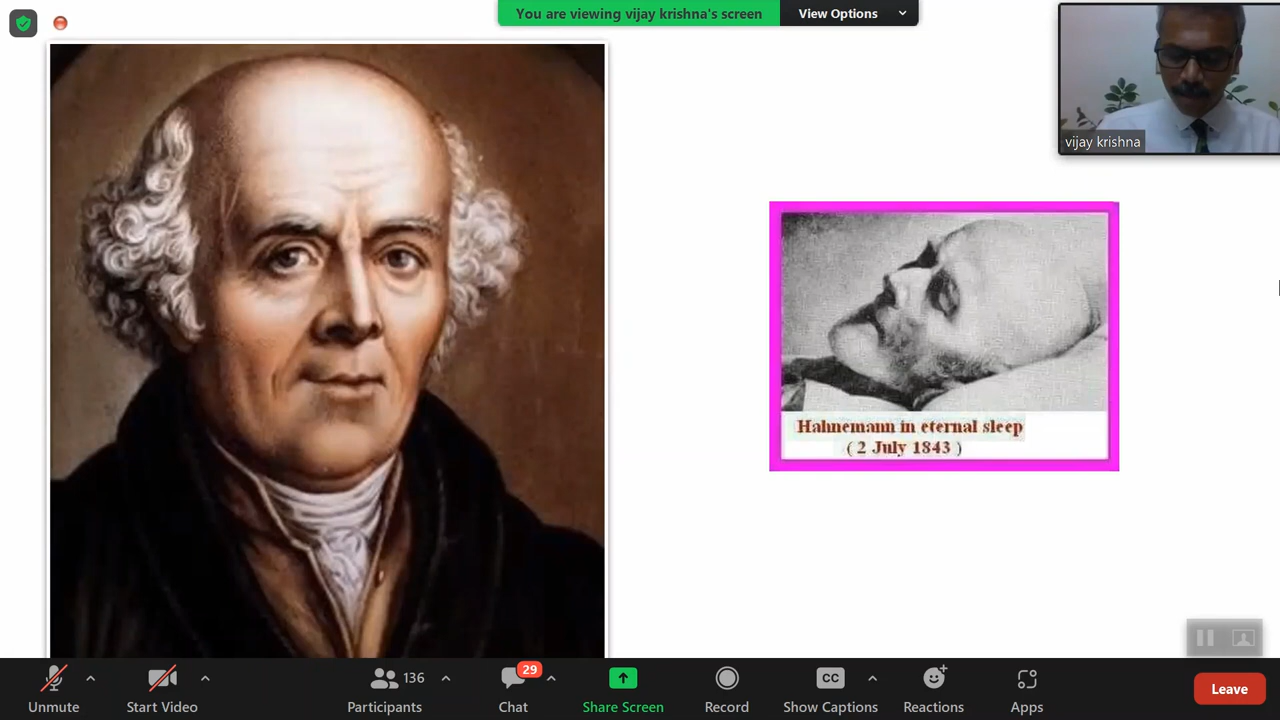 You are viewing vijay krishna's screen
View Options
vijay krishna
Hahnemann in eternal sleep
( 2 July 1843 )
Unmute
Start Video
136
Participants
29
Chat
Share Screen
Record
CC
Show Captions
Reactions
Apps
Leave